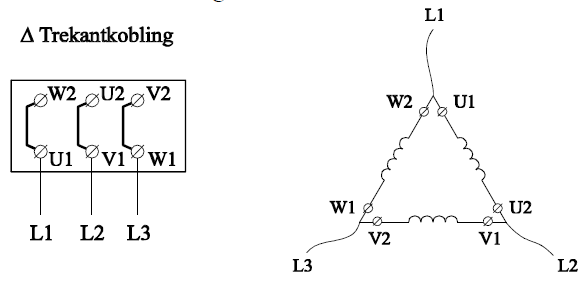 Δ Trekantkobling
W2 U2 V2
U1 V1 W1
L1 L2 L3
L1
W2 U1
W1 U2
V2 V1
L3 L2